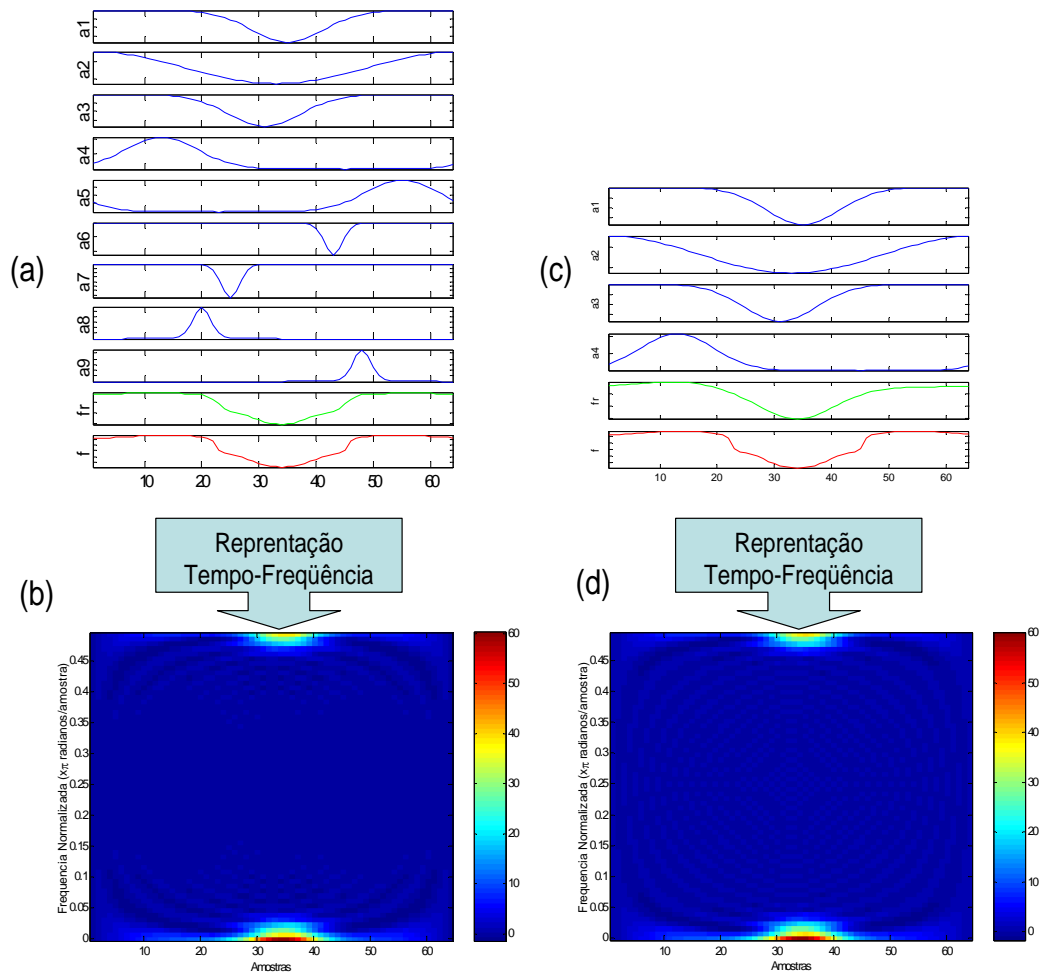 (a)
a1
a2
a3
a4
a5
a6
a7
a8
a9
fr
f
10 20 30 40 50 60
(c)
a1
a2
a3
a4
fr
f
10 20 30 40 50 60
Reprentação
Tempo-Freqüência
Reprentação
Tempo-Freqüência
(b)
Frequencia Normalizada (xπ radianos/amostra)
0.45
0.4
0.35
0.3
0.25
0.2
0.15
0.1
0.05
0
10 20 30 40 50 60
Amostras
60
50
40
30
20
10
0
(d)
Frequencia Normalizada (xπ radianos/amostra)
0.45
0.4
0.35
0.3
0.25
0.2
0.15
0.1
0.05
0
10 20 30 40 50 60
Amostras
60
50
40
30
20
10
0